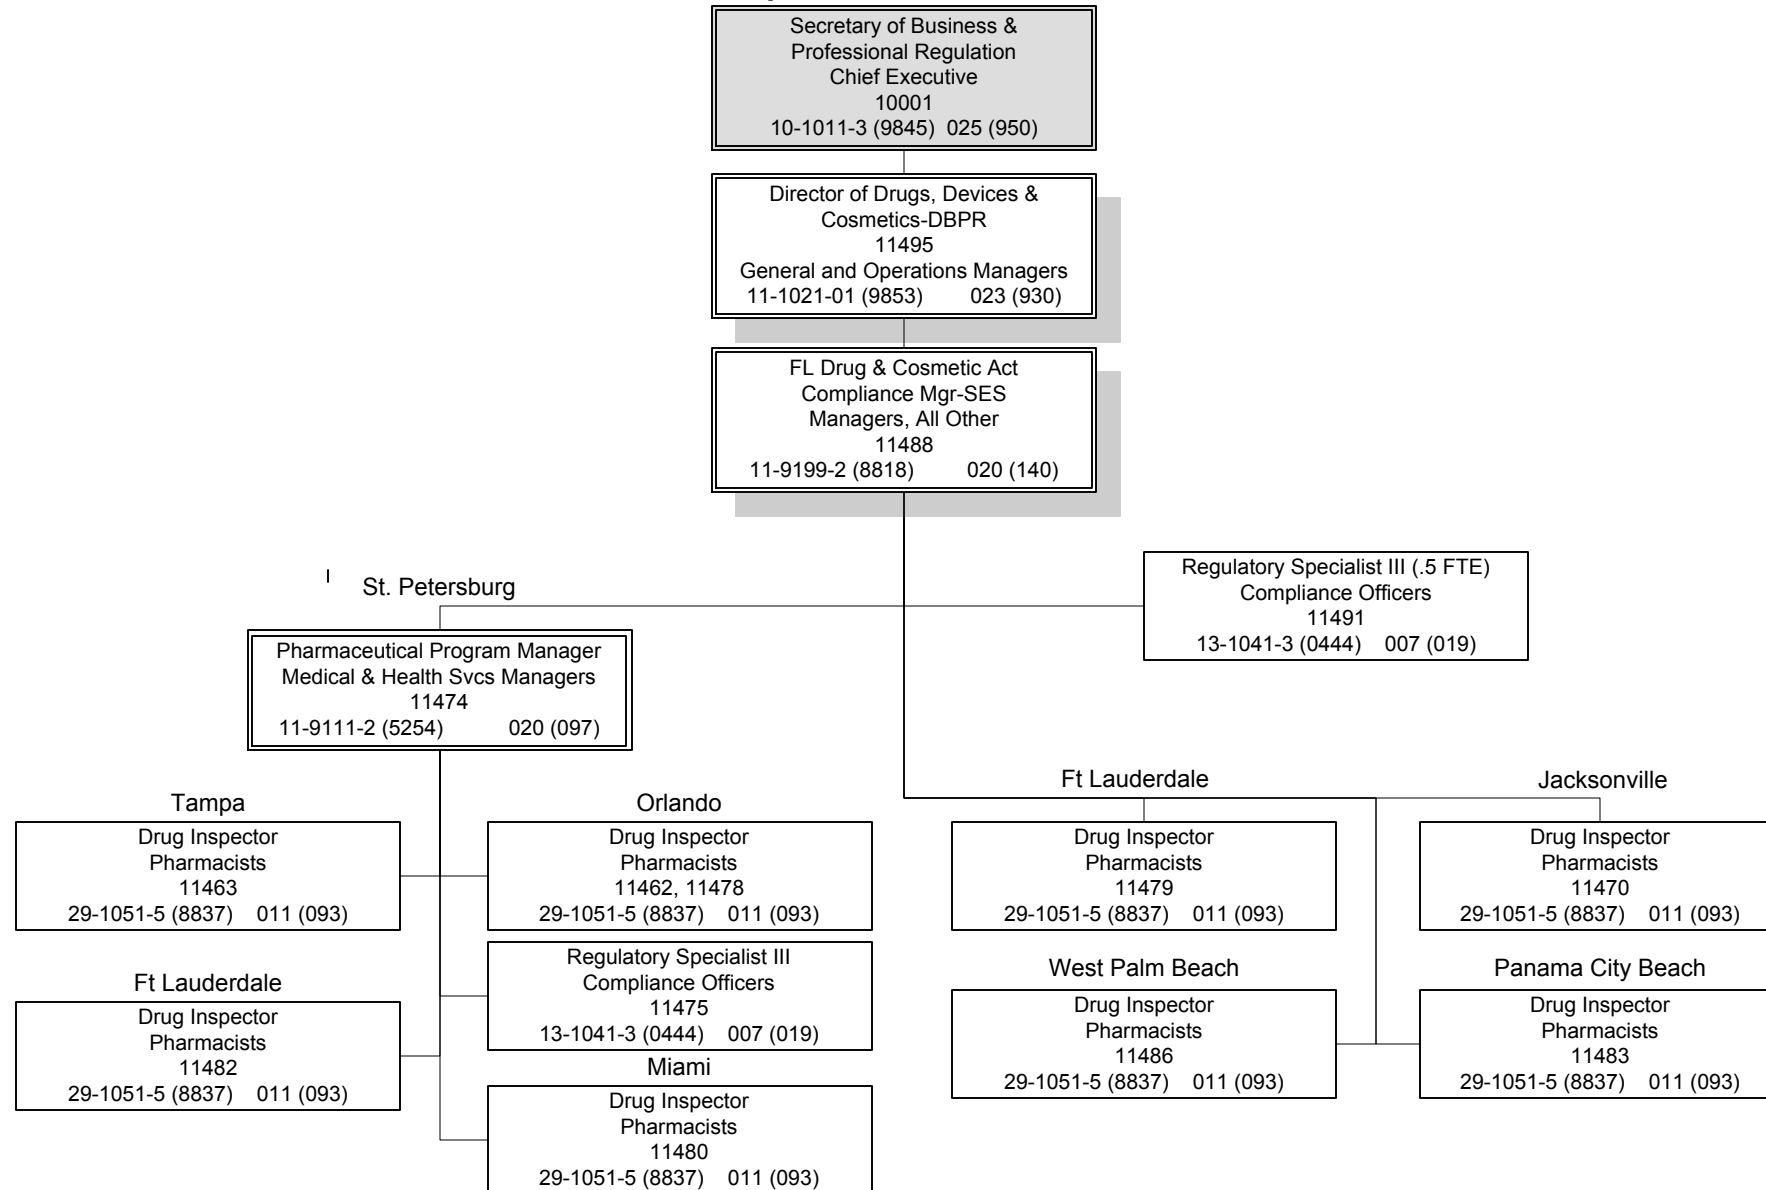 Secretary of Business &
Professional Regulation
Chief Executive
10001
10-1011-3 (9845) 025 (950)
Director of Drugs, Devices &
Cosmetics-DBPR
11495
General and Operations Managers
11-1021-01 (9853) 023 (930)
FL Drug & Cosmetic Act
Compliance Mgr-SES
Managers, All Other
11488
11-9199-2 (8818) 020 (140)
Regulatory Specialist III (.5 FTE)
Compliance Officers
11491
13-1041-3 (0444) 007 (019)
St. Petersburg
Pharmaceutical Program Manager
Medical & Health Svcs Managers
11474
11-9111-2 (5254) 020 (097)
Tampa
Drug Inspector
Pharmacists
11463
29-1051-5 (8837) 011 (093)
Orlando
Drug Inspector
Pharmacists
11462, 11478
29-1051-5 (8837) 011 (093)
Ft Lauderdale
Drug Inspector
Pharmacists
11479
29-1051-5 (8837) 011 (093)
Jacksonville
Drug Inspector
Pharmacists
11470
29-1051-5 (8837) 011 (093)
Ft Lauderdale
Drug Inspector
Pharmacists
11482
29-1051-5 (8837) 011 (093)
Regulatory Specialist III
Compliance Officers
11475
13-1041-3 (0444) 007 (019)
West Palm Beach
Drug Inspector
Pharmacists
11486
29-1051-5 (8837) 011 (093)
Panama City Beach
Drug Inspector
Pharmacists
11483
29-1051-5 (8837) 011 (093)
Miami
Drug Inspector
Pharmacists
11480
29-1051-5 (8837) 011 (093)